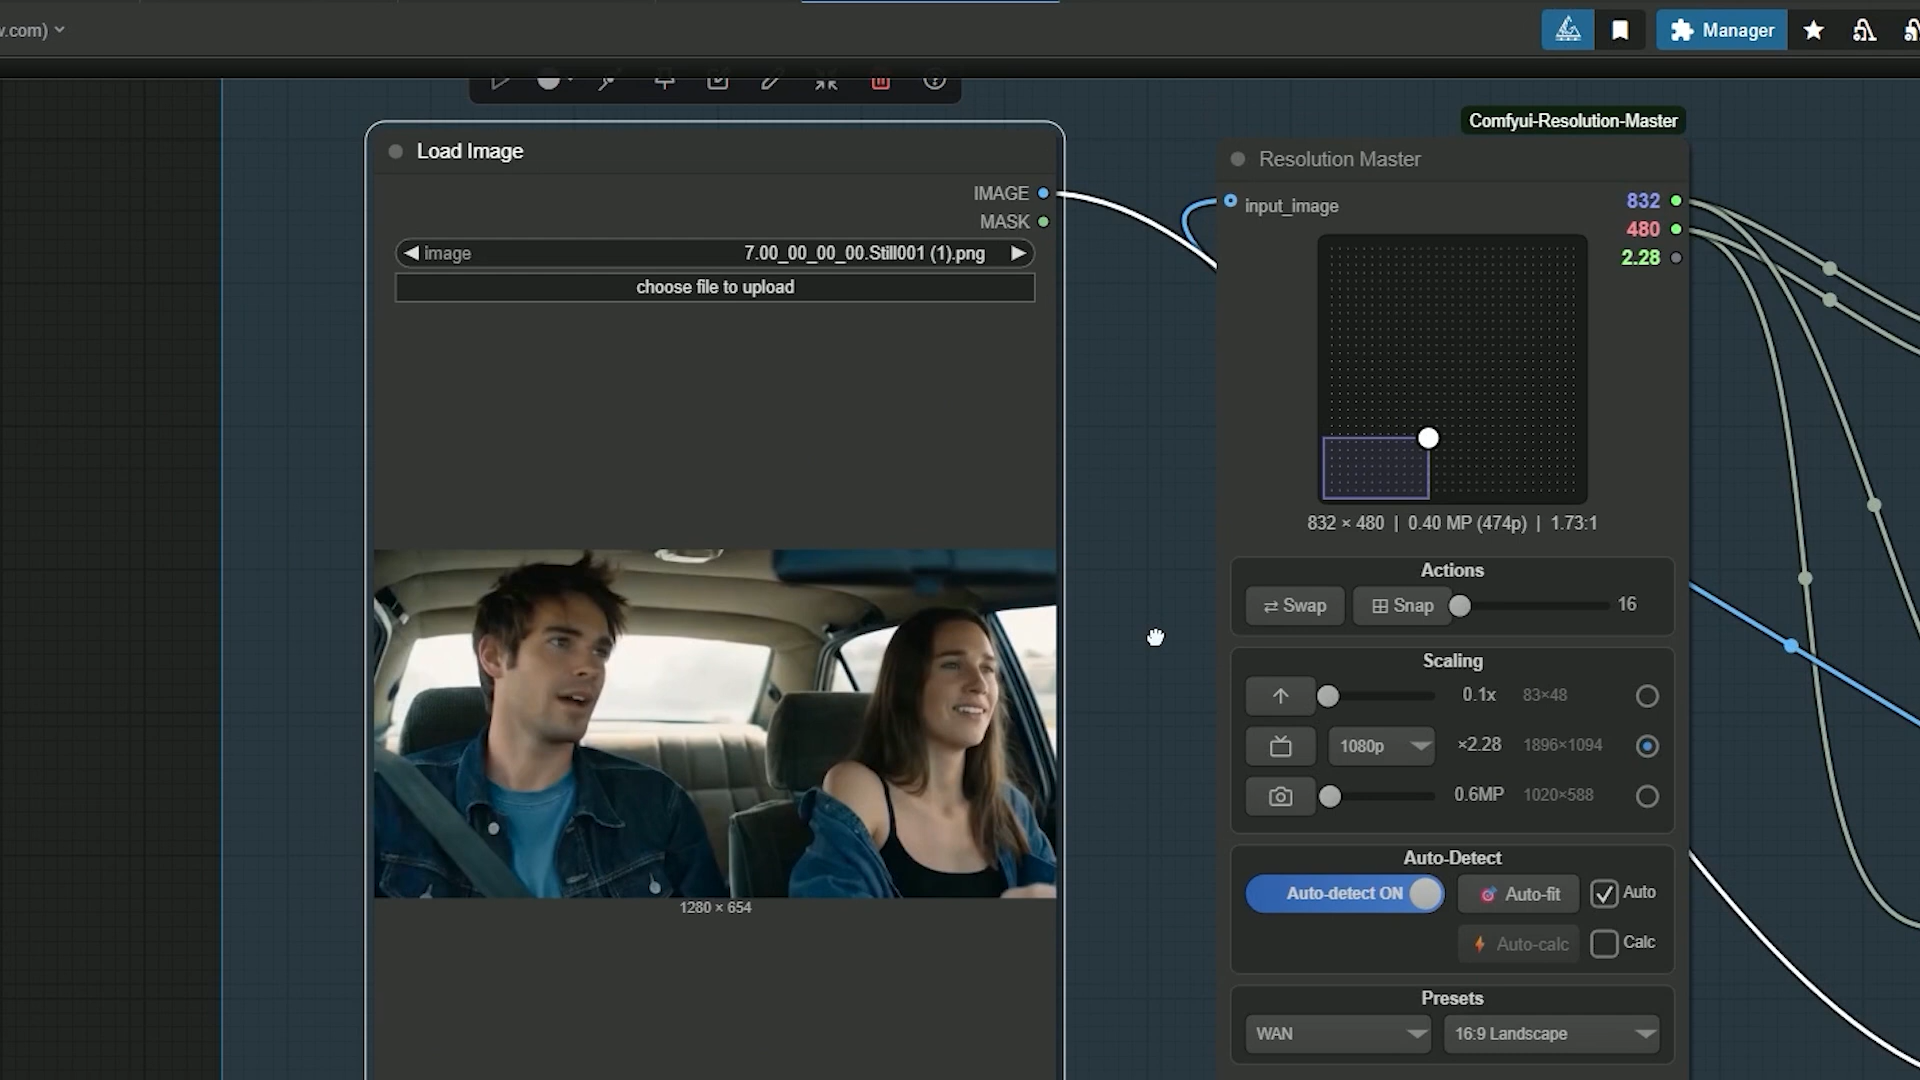 w.com)
Manager
Comfyui-Resolution-Master
Load Image
IMAGE
MASK
image 7.00_00_00_00.Still001 (1).png
choose file to upload
1280 × 654
Resolution Master
input_image
832
480
2.28
832 × 480 | 0.40 MP (474p) | 1.73:1
Actions
Swap Snap 16
Scaling
0.1x 83×48
1080p ×2.28 1896×1094
0.6MP 1020×588
Auto-Detect
Auto-detect ON Auto-fit Auto
Auto-calc Calc
Presets
WAN 16:9 Landscape